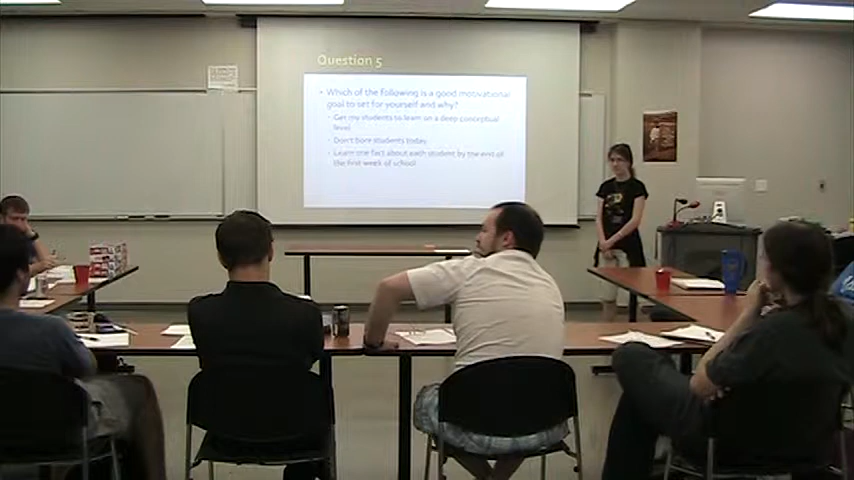 Question 5
Which of the following is a good motivational
goal to set for yourself and why?
Get my students to learn on a deep conceptual
level
Don't bore students today
Learn one fact about each student by the end of
the first week of school